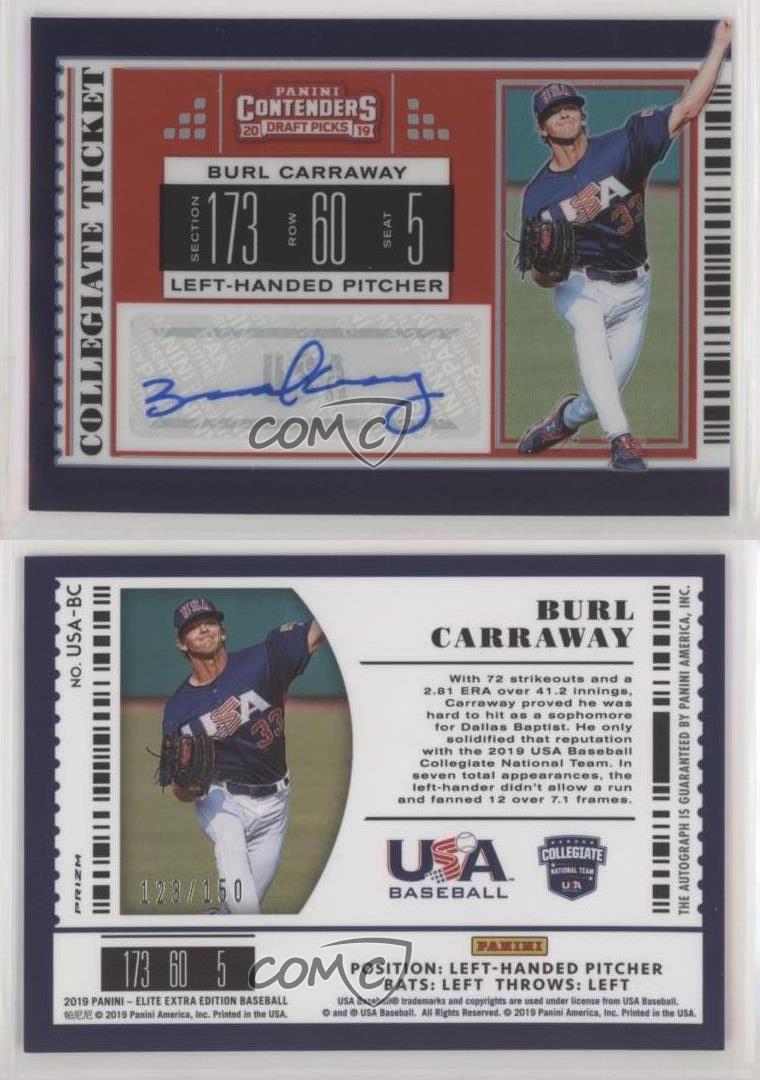 COLLEGIATE TICKET
PANINI
CONTENDERS
20 DRAFT PICKS 19
BURL CARRAWAY
SECTION 173 ROW 60 SEAT 5
LEFT-HANDED PITCHER
USA
33
USA
COMC
NO. USA-BC
PRIZM
USA
USA
33
123/150
BURL
CARRAWAY
With 72 strikeouts and a
2.81 ERA over 41.2 innings,
Carraway proved he was
hard to hit as a sophomore
for Dallas Baptist. He only
solidified that reputation
with the 2019 USA Baseball
Collegiate National Team. In
seven total appearances, the
left-hander didn't allow a run
and fanned 12 over 7.1 frames.
USA
BASEBALL
COLLEGIATE
NATIONAL TEAM
USA
THE AUTOGRAPH IS GUARANTEED BY PANINI AMERICA, INC.
173 60 5
PANINI
COMC
POSITION: LEFT-HANDED PITCHER
BATS: LEFT THROWS: LEFT
2019 PANINI – ELITE EXTRA EDITION BASEBALL
帕尼尼 © 2019 Panini America, Inc. Printed in the USA.
USA Baseball® trademarks and copyrights are used under license from USA Baseball.
© and ® USA Baseball. All Rights Reserved. © 2019 Panini America, Inc. Printed in the USA.